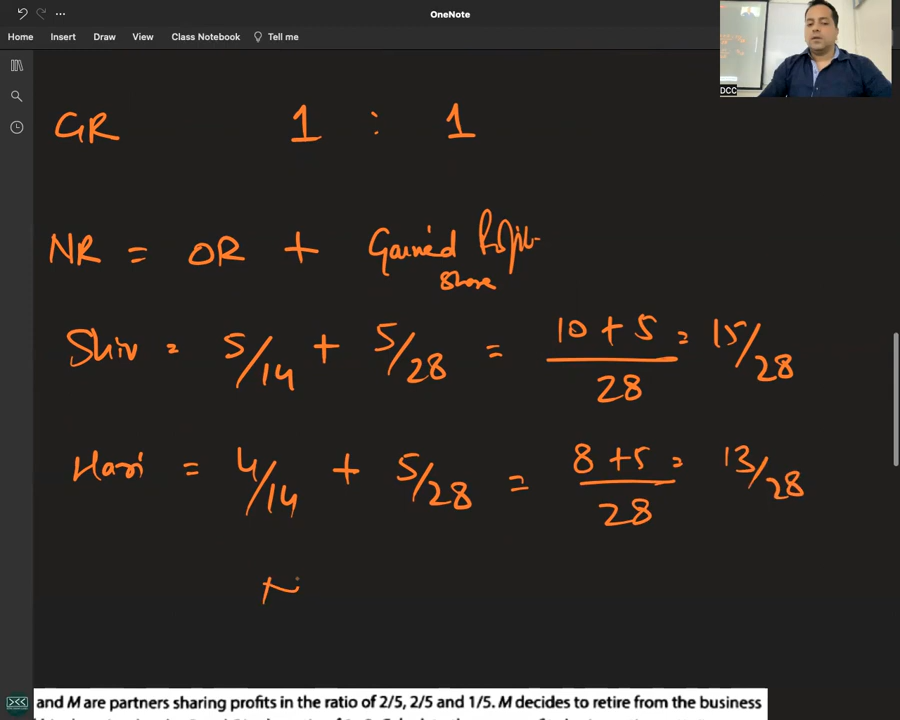 OneNote
Home Insert Draw View Class Notebook Tell me
DCC
GR 1 : 1
NR = OR + Gained Profit
Share
Shiv = 5/14 + 5/28 = 10 + 5 / 28 = 15/28
Hari = 4/14 + 5/28 = 8 + 5 / 28 = 13/28
N
and M are partners sharing profits in the ratio of 2/5, 2/5 and 1/5. M decides to retire from the business